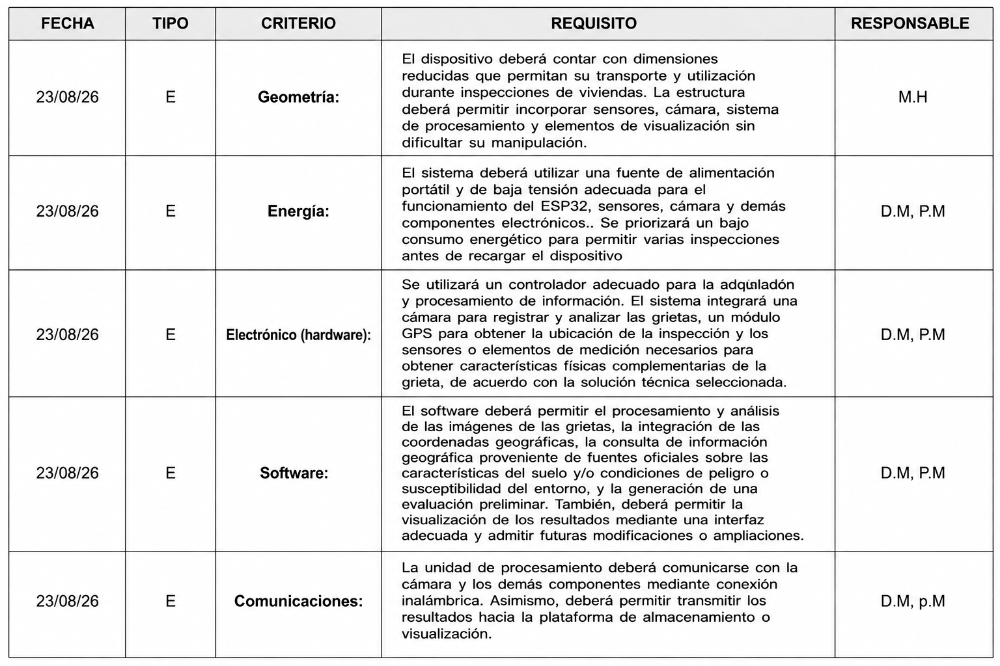 FECHA TIPO CRITERIO REQUISITO RESPONSABLE
23/08/26 E Geometría: M.H
El dispositivo deberá contar con dimensiones
reducidas que permitan su transporte y utilización
durante inspecciones de viviendas. La estructura
deberá permitir incorporar sensores, cámara, sistema
de procesamiento y elementos de visualización sin
dificultar su manipulación.
23/08/26 E Energía: D.M, P.M
El sistema deberá utilizar una fuente de alimentación
portátil y de baja tensión adecuada para el
funcionamiento del ESP32, sensores, cámara y demás
componentes electrónicos.. Se priorizará un bajo
consumo energético para permitir varias inspecciones
antes de recargar el dispositivo
23/08/26 E Electrónico (hardware): D.M, P.M
Se utilizará un controlador adecuado para la
y procesamiento de información. El sistema integrará una
cámara para registrar y analizar las grietas, un módulo
GPS para obtener la ubicación de la inspección y los
sensores o elementos de medición necesarios para
obtener características físicas complementarias de la
grieta, de acuerdo con la solución técnica seleccionada.
23/08/26 E Software: D.M, P.M
El software deberá permitir el procesamiento y análisis
de las imágenes de las grietas, la integración de las
coordenadas geográficas, la consulta de información
geográfica proveniente de fuentes oficiales sobre las
características del suelo y/o condiciones de peligro o
susceptibilidad del entorno, y la generación de una
evaluación preliminar. También, deberá permitir la
visualización de los resultados mediante una interfaz
adecuada y admitir futuras modificaciones o ampliaciones.
23/08/26 E Comunicaciones: D.M, p.M
La unidad de procesamiento deberá comunicarse con la
cámara y los demás componentes mediante conexión
inalámbrica. Asimismo, deberá permitir transmitir los
resultados hacia la plataforma de almacenamiento o
visualización.